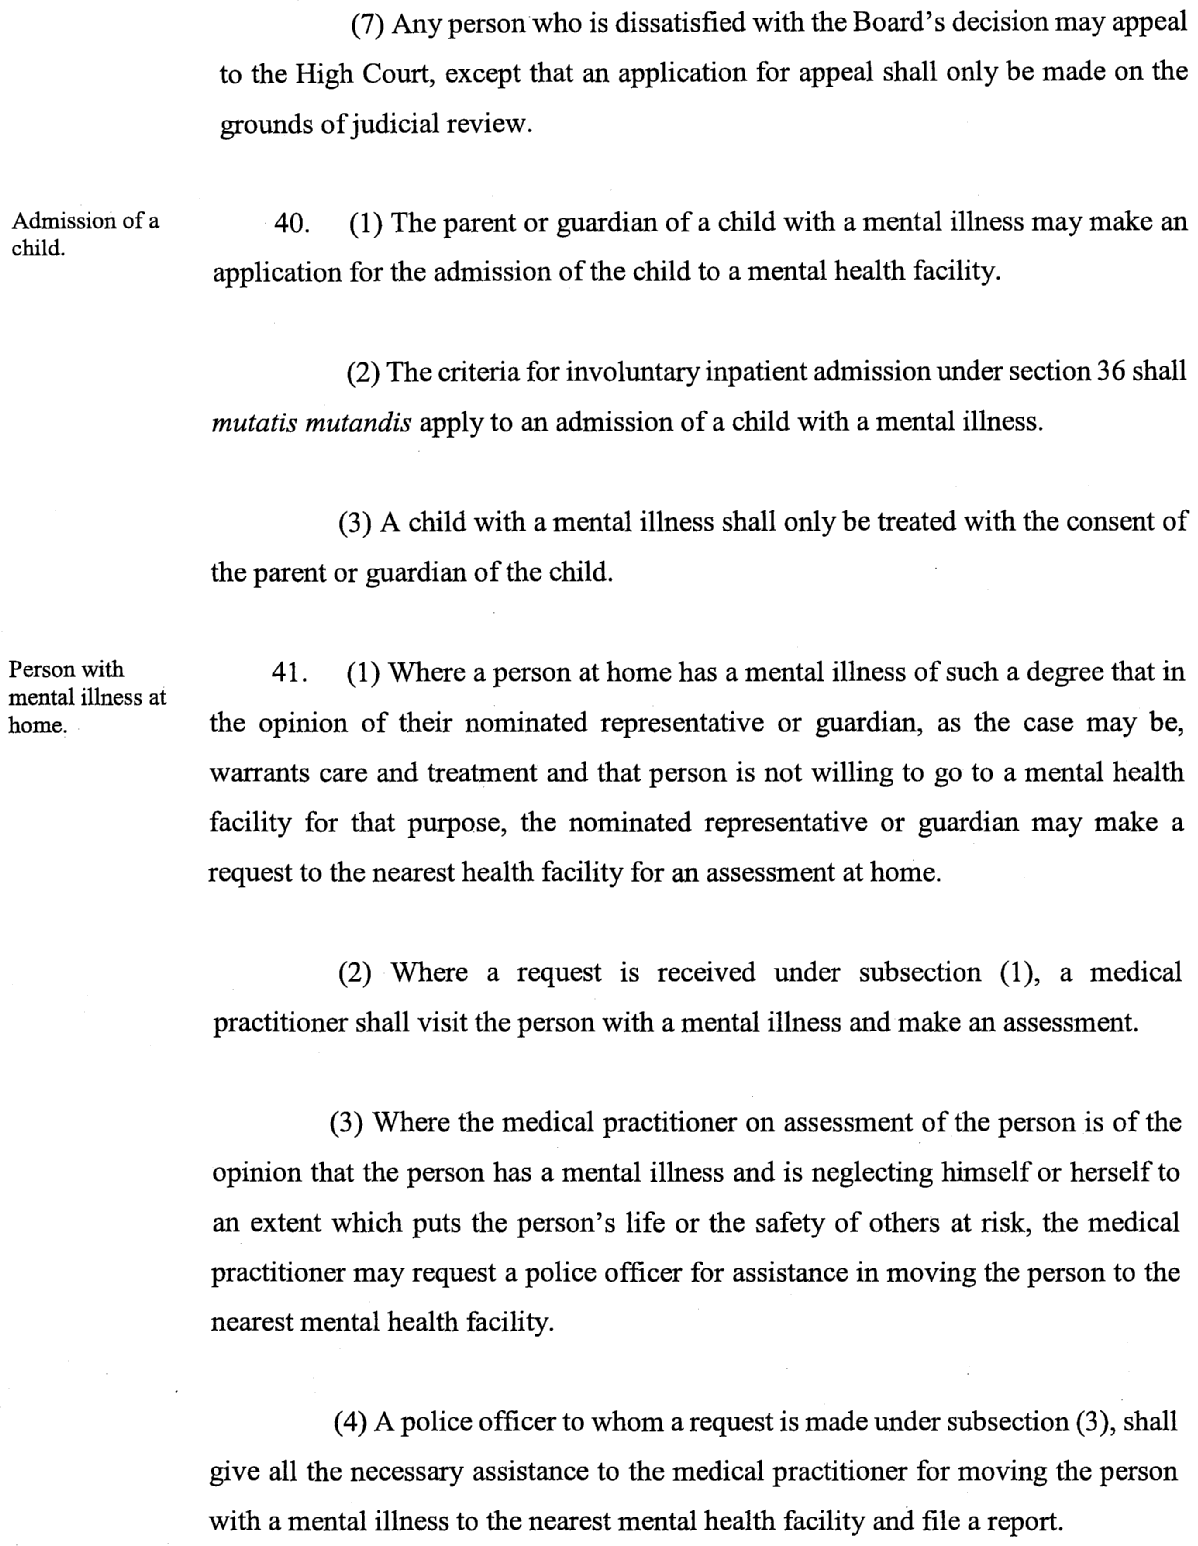 (7) Any person who is dissatisfied with the Board's decision may appeal
to the High Court, except that an application for appeal shall only be made on the
grounds of judicial review.
Admission of a
child.
40. (1) The parent or guardian of a child with a mental illness may make an
application for the admission of the child to a mental health facility.
(2) The criteria for involuntary inpatient admission under section 36 shall
mutatis mutandis apply to an admission of a child with a mental illness.
(3) A child with a mental illness shall only be treated with the consent of
the parent or guardian of the child.
Person with
mental illness at
home.
41. (1) Where a person at home has a mental illness of such a degree that in
the opinion of their nominated representative or guardian, as the case may be,
warrants care and treatment and that person is not willing to go to a mental health
facility for that purpose, the nominated representative or guardian may make a
request to the nearest health facility for an assessment at home.
(2) Where a request is received under subsection (1), a medical
practitioner shall visit the person with a mental illness and make an assessment.
(3) Where the medical practitioner on assessment of the person is of the
opinion that the person has a mental illness and is neglecting himself or herself to
an extent which puts the person's life or the safety of others at risk, the medical
practitioner may request a police officer for assistance in moving the person to the
nearest mental health facility.
(4) A police officer to whom a request is made under subsection (3), shall
give all the necessary assistance to the medical practitioner for moving the person
with a mental illness to the nearest mental health facility and file a report.